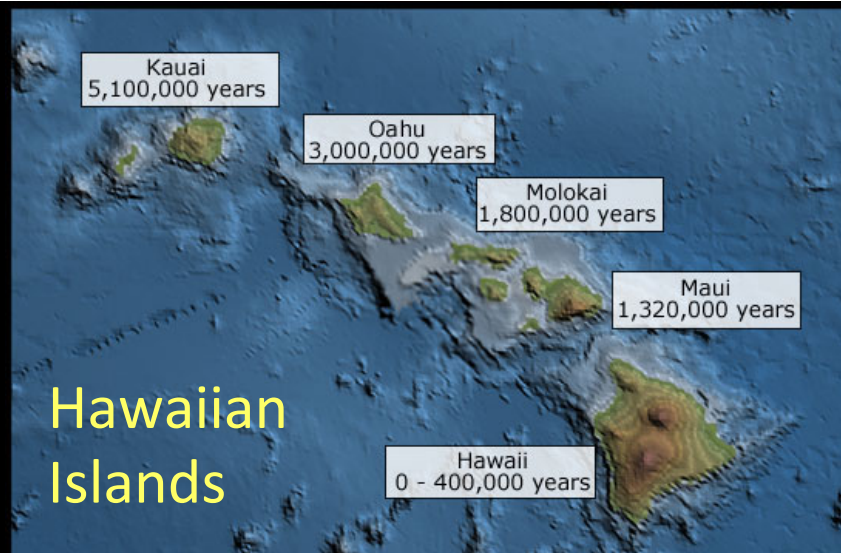 Kauai
5,100,000 years
Oahu
3,000,000 years
Molokai
1,800,000 years
Maui
1,320,000 years
Hawaiian
Islands
Hawaii
0 - 400,000 years